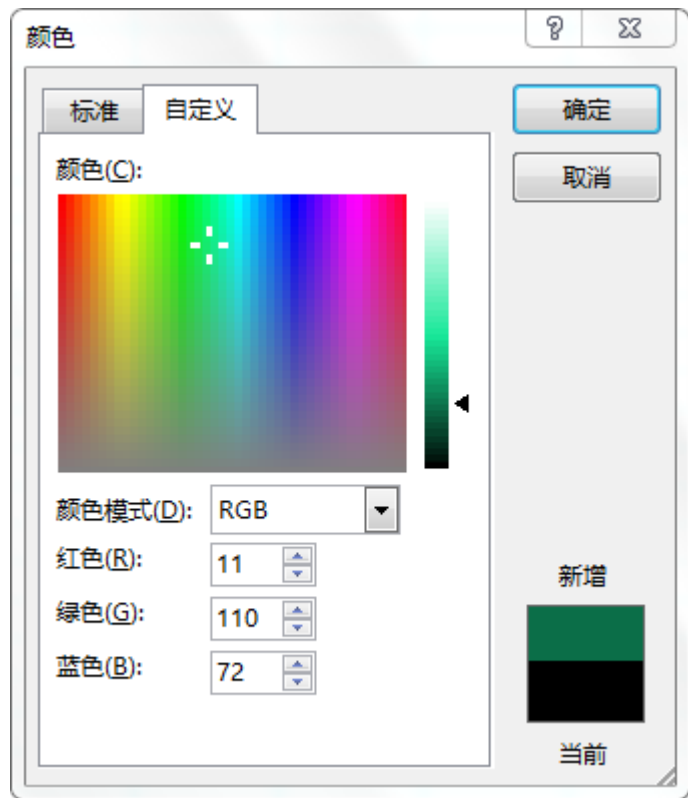 颜色
标准
自定义
确定
取消
颜色(C):
颜色模式(D):
RGB
红色(R):
11
绿色(G):
110
蓝色(B):
72
新增
当前